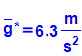 g̅* = 6.3 m/s²